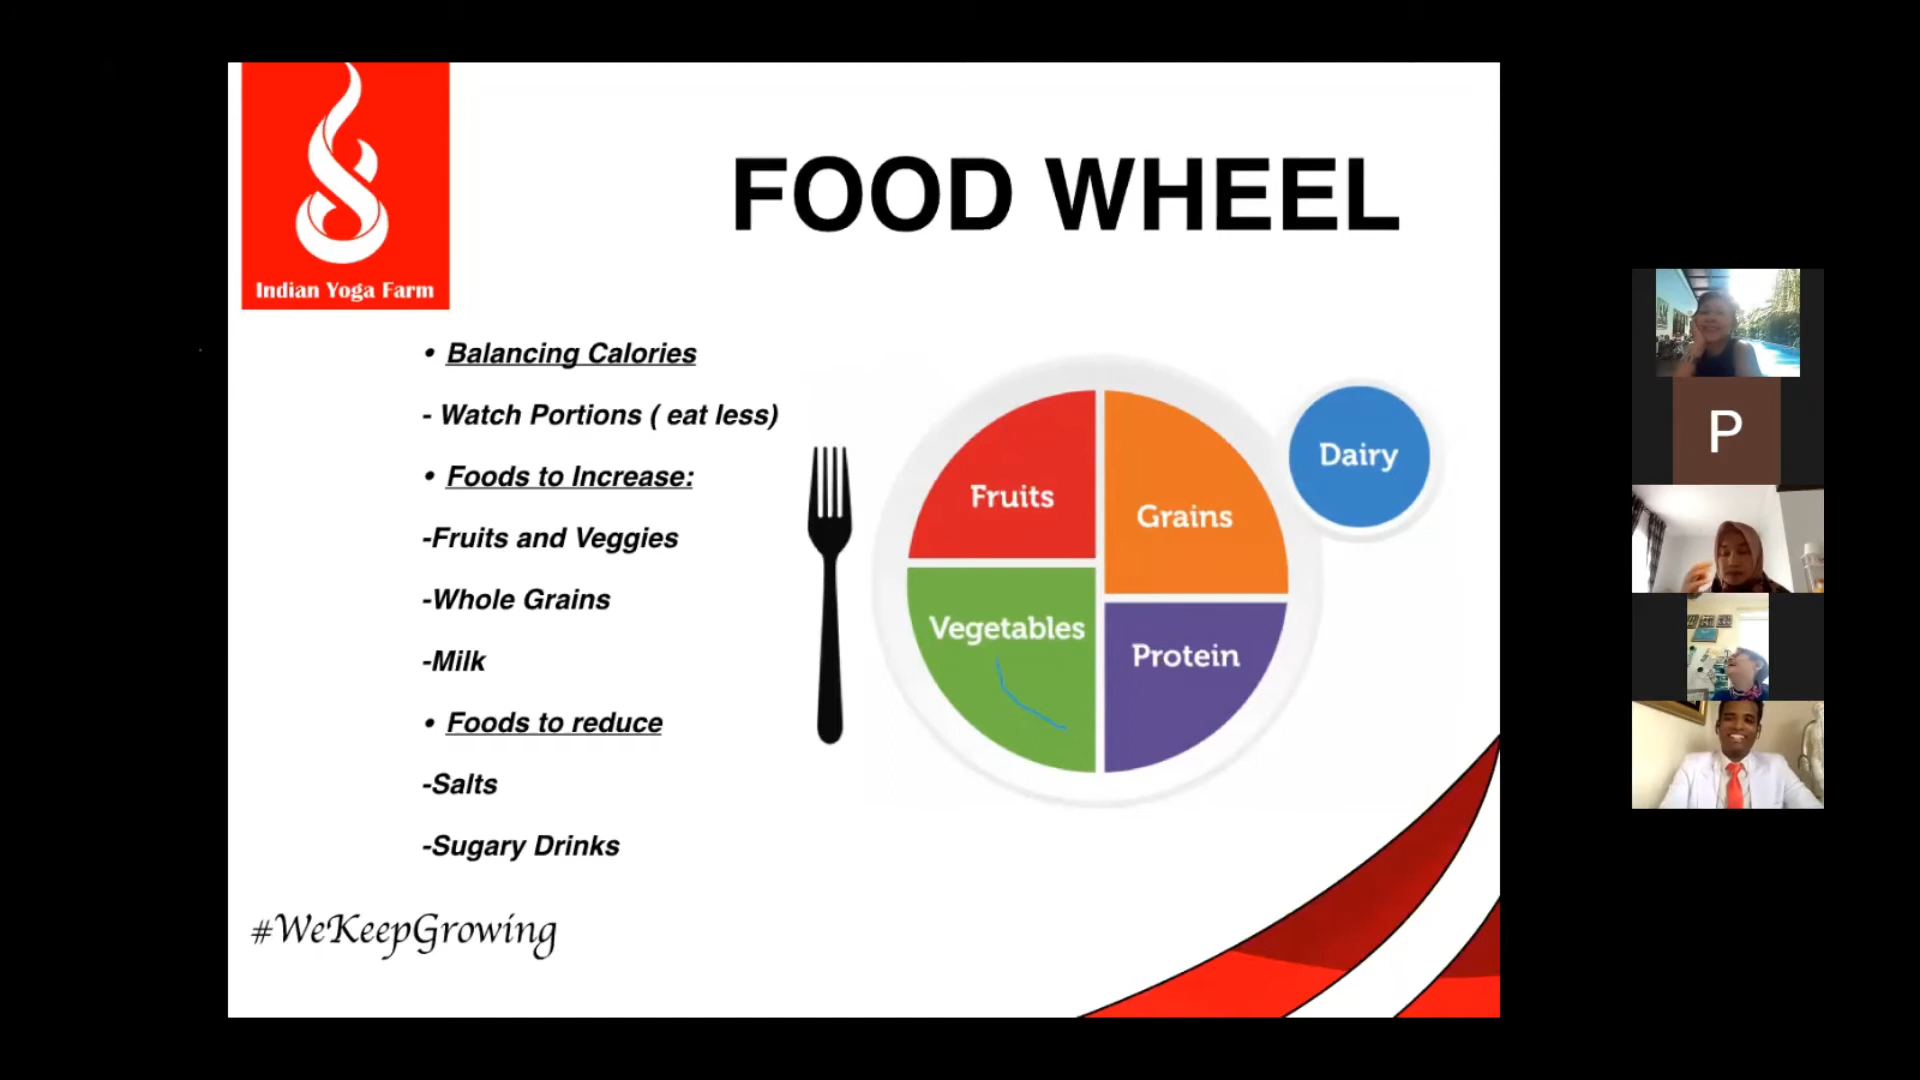 Indian Yoga Farm
FOOD WHEEL
• Balancing Calories
- Watch Portions ( eat less)
• Foods to Increase:
-Fruits and Veggies
-Whole Grains
-Milk
• Foods to reduce
-Salts
-Sugary Drinks
#WeKeepGrowing
Fruits
Grains
Dairy
Vegetables
Protein
P